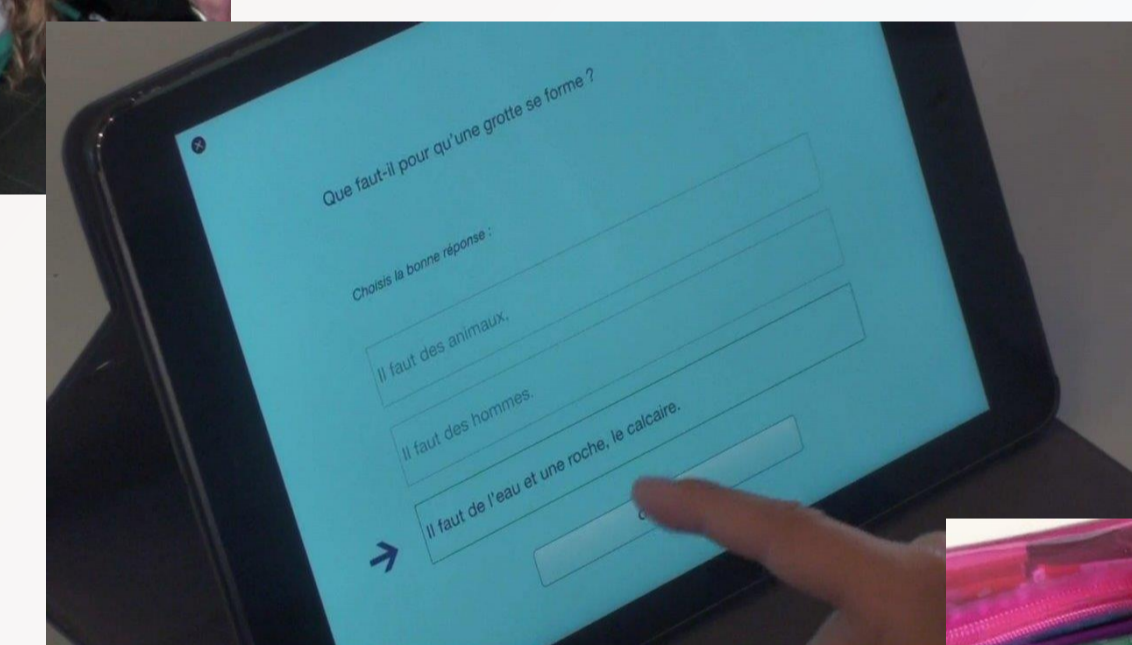 Que faut-il pour qu'une grotte se forme ?
Choisis la bonne réponse :
Il faut des animaux,
Il faut des hommes.
Il faut de l'eau et une roche, le calcaire.